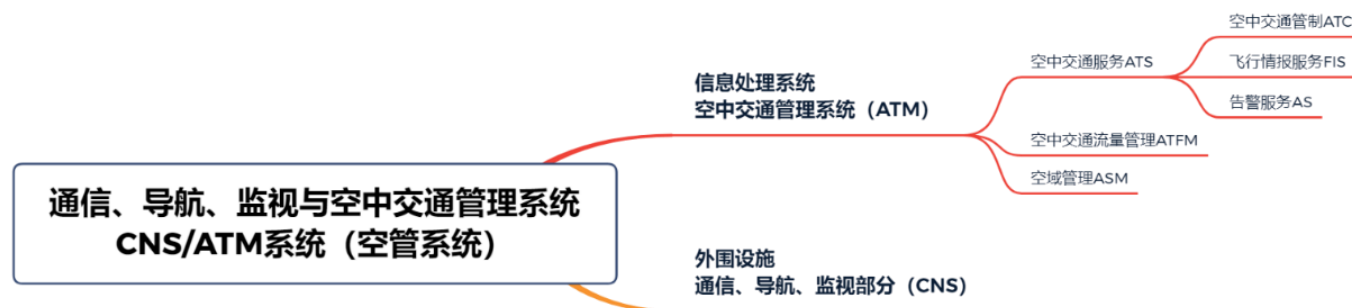 通信、导航、监视与空中交通管理系统
CNS/ATM系统（空管系统）
信息处理系统
空中交通管理系统（ATM）
空中交通服务ATS
空中交通管制ATC
飞行情报服务FIS
告警服务AS
空中交通流量管理ATFM
空域管理ASM
外围设施
通信、导航、监视部分（CNS）